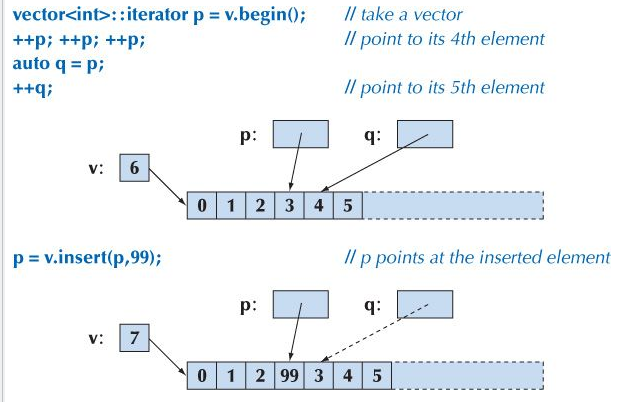 vector<int>::iterator p = v.begin(); // take a vector
++p; ++p; ++p; // point to its 4th element
auto q = p;
++q; // point to its 5th element
p: q:
v: 6
0 1 2 3 4 5
p = v.insert(p,99); // p points at the inserted element
p: q:
v: 7
0 1 2 99 3 4 5